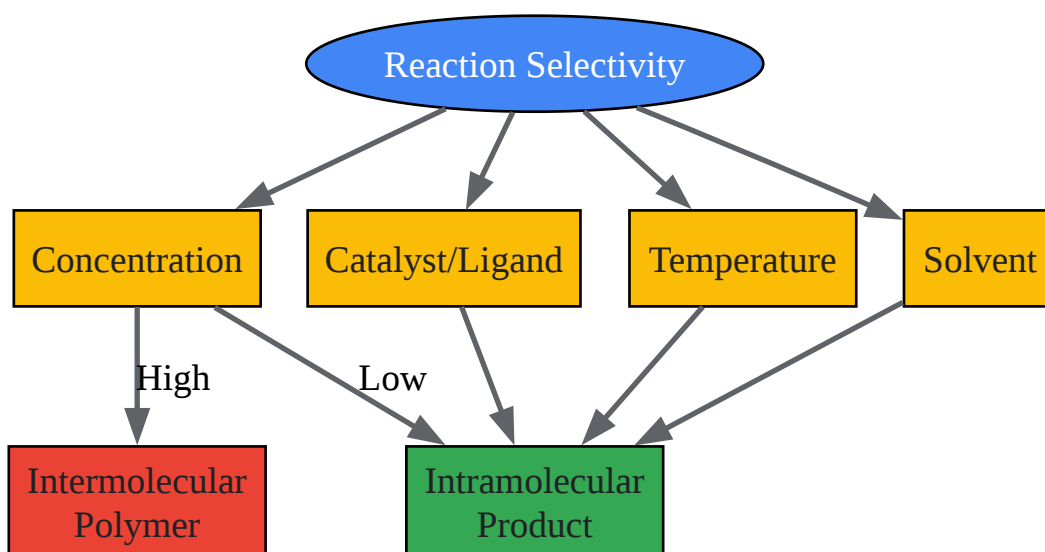 Reaction Selectivity
Concentration
Catalyst/Ligand
Temperature
Solvent
High
Low
Intermolecular
Polymer
Intramolecular
Product